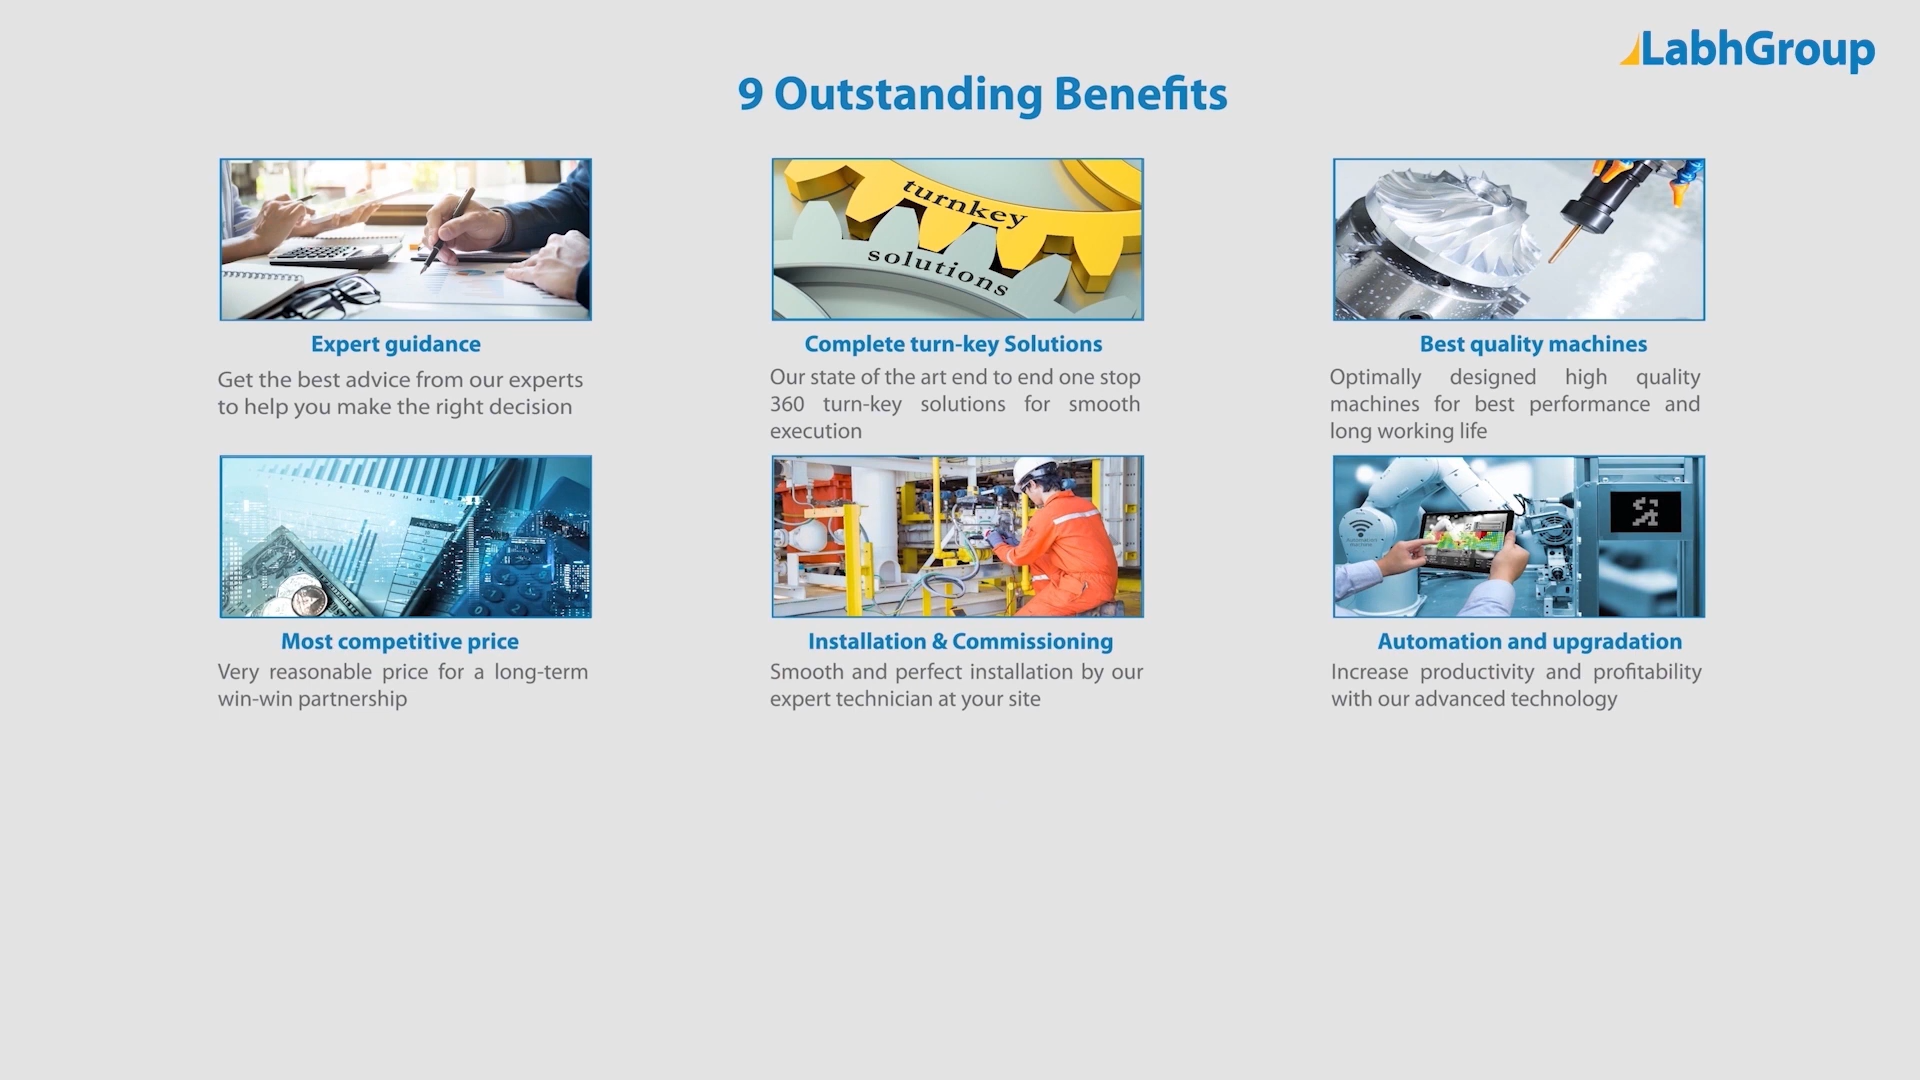 LabhGroup
9 Outstanding Benefits
turnkey
solutions
Expert guidance
Get the best advice from our experts
to help you make the right decision
Complete turn-key Solutions
Our state of the art end to end one stop
360 turn-key solutions for smooth
execution
Best quality machines
Optimally designed high quality
machines for best performance and
long working life
Most competitive price
Very reasonable price for a long-term
win-win partnership
Installation & Commissioning
Smooth and perfect installation by our
expert technician at your site
Automation and upgradation
Increase productivity and profitability
with our advanced technology